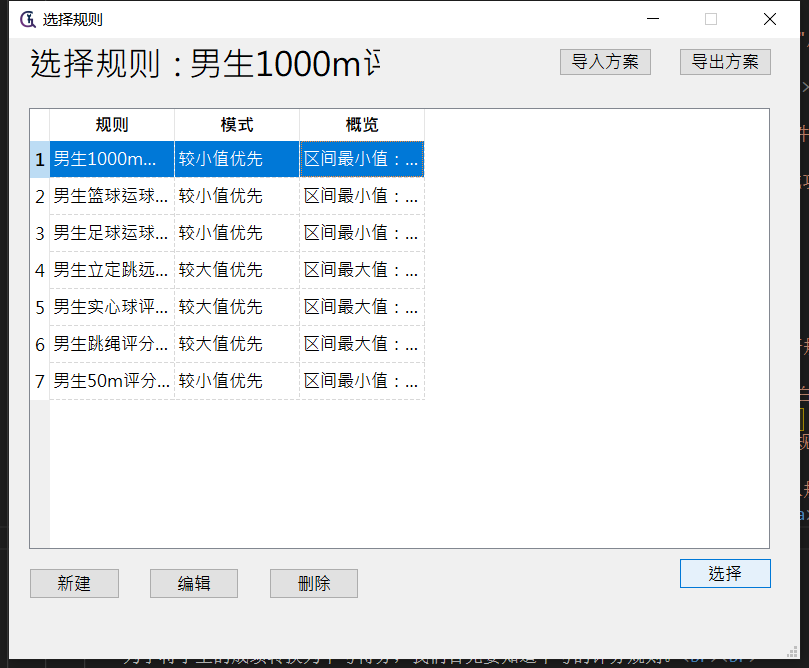 选择规则
选择规则：男生1000m评
导入方案 导出方案
规则 模式 概览
1 男生1000m... 较小值优先 区间最小值：...
2 男生篮球运球... 较小值优先 区间最小值：...
3 男生足球运球... 较小值优先 区间最小值：...
4 男生立定跳远... 较大值优先 区间最大值：...
5 男生实心球评... 较大值优先 区间最大值：...
6 男生跳绳评分... 较大值优先 区间最大值：...
7 男生50m评分... 较小值优先 区间最小值：...
新建 编辑 删除 选择